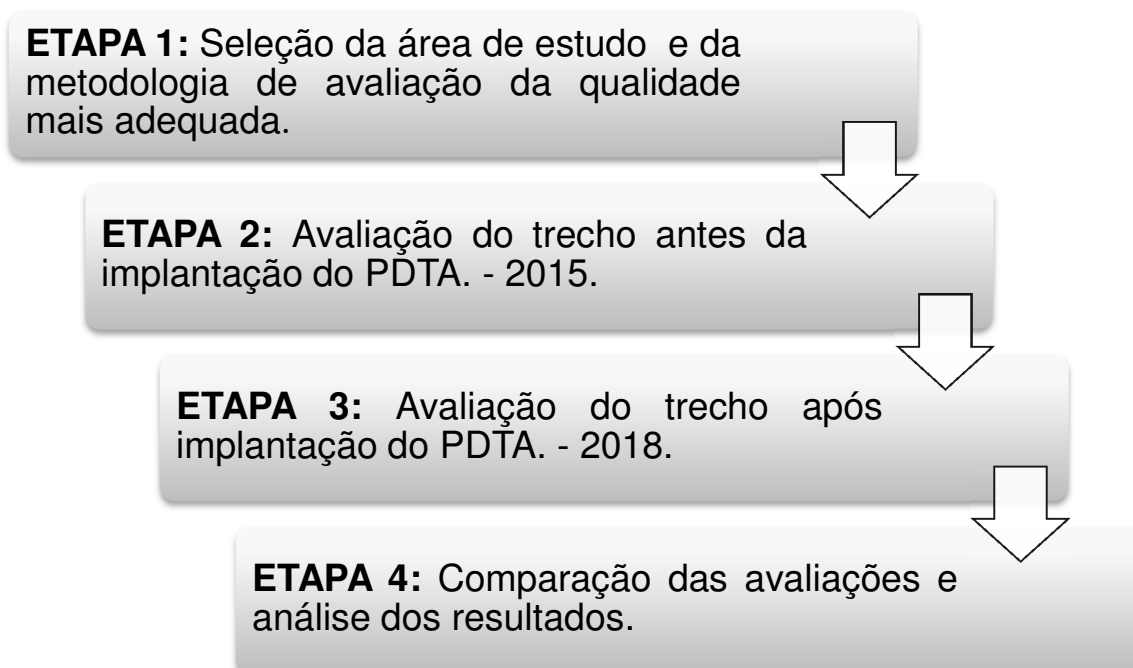 ETAPA 1: Seleção da área de estudo e da
metodologia de avaliação da qualidade
mais adequada.
ETAPA 2: Avaliação do trecho antes da
implantação do PDTA. - 2015.
ETAPA 3: Avaliação do trecho após
implantação do PDTA. - 2018.
ETAPA 4: Comparação das avaliações e
análise dos resultados.